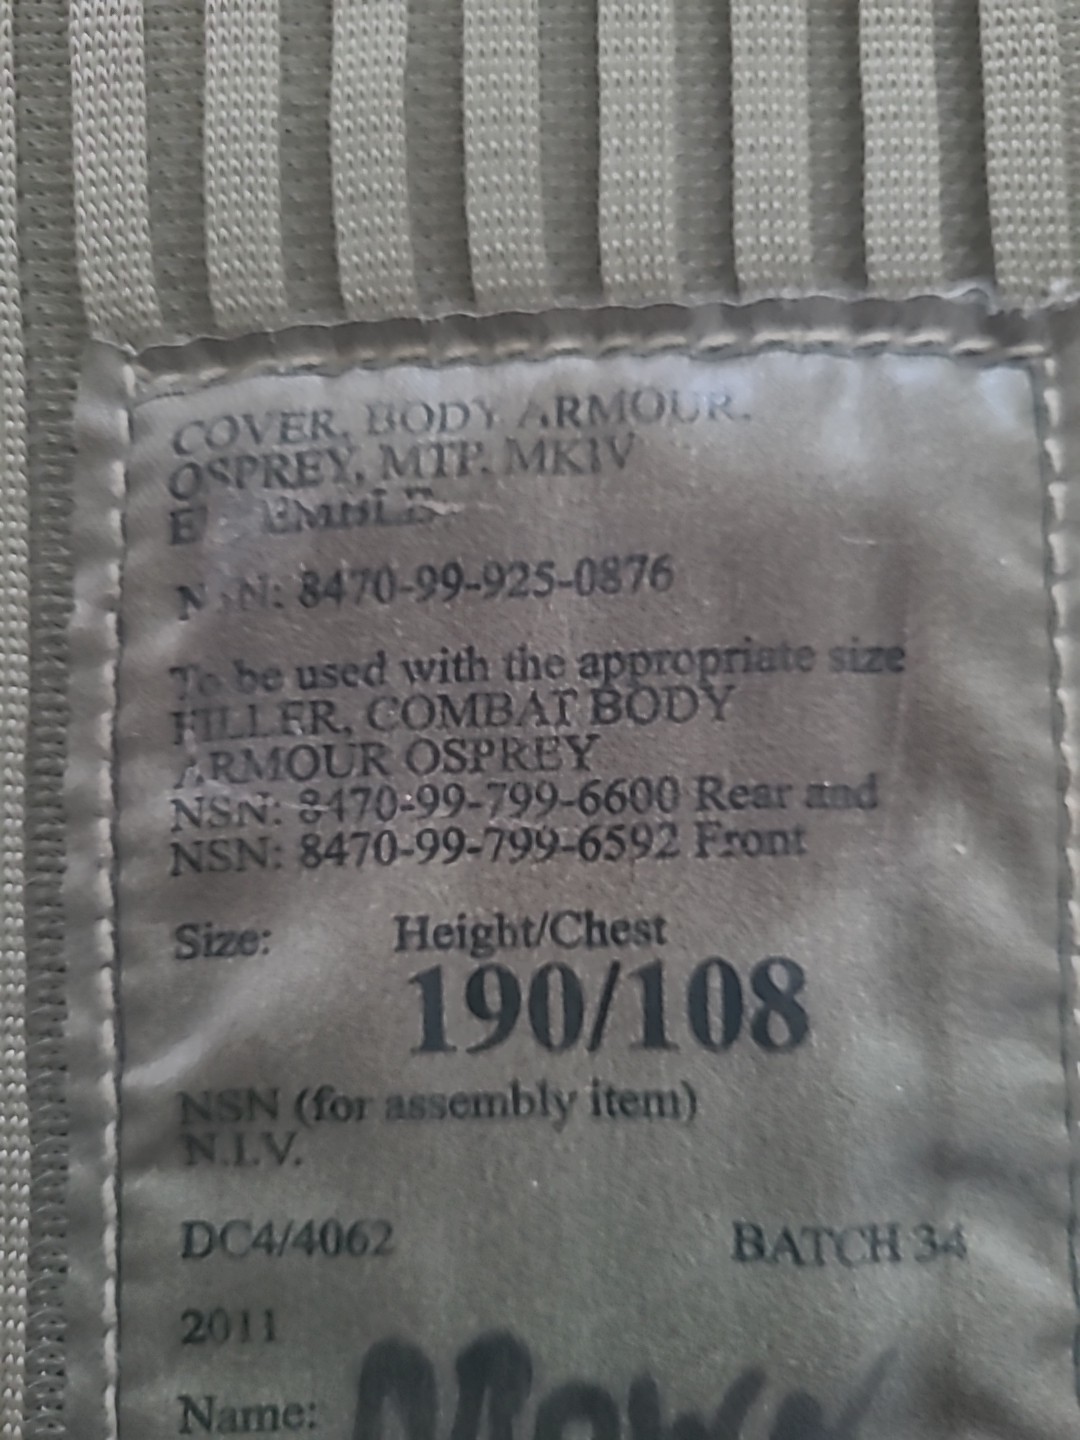 COVER, BODY ARMOUR,
OSPREY, MTP, MKIV
NSN: 8470-99-925-0876
To be used with the appropriate size
FILLER, COMBAT BODY
ARMOUR OSPREY
NSN: 8470-99-799-6600 Rear and
NSN: 8470-99-799-6592 Front
Size: Height/Chest
190/108
NSN (for assembly item)
N.I.V.
DC4/4062 BATCH 34
2011
Name: